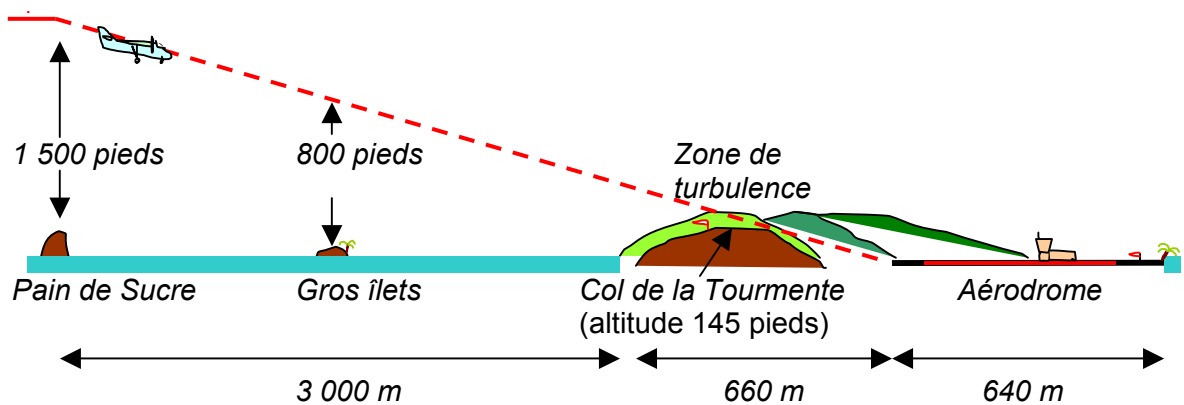 1 500 pieds
800 pieds
Zone de
turbulence
Pain de Sucre
Gros îlets
Col de la Tourmente
(altitude 145 pieds)
Aérodrome
3 000 m
660 m
640 m